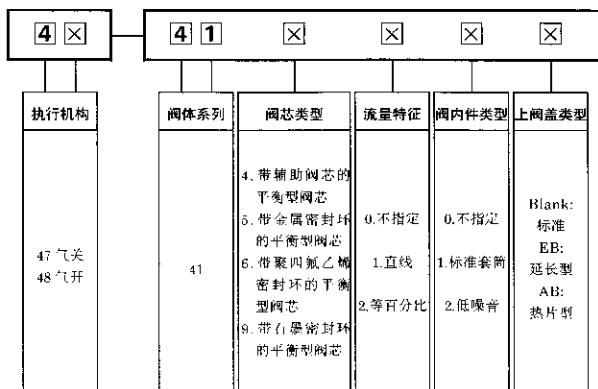 4 × 4 1 × × × ×
执行机构
阀体系列
阀芯类型
流量特征
阀内件类型
上阀盖类型
47 气关
48 气开
41
4.带辅助阀芯的
平衡型阀芯
5.带金属密封环
的平衡型阀芯
6.带聚四氟乙烯
密封环的平衡
型阀芯
9.带石墨密封环
的平衡型阀芯
0.不指定
1.直线
2.等百分比
0.不指定
1.标准套筒
2.低噪音
Blank:
标准
EB:
延长型
AB:
热片型